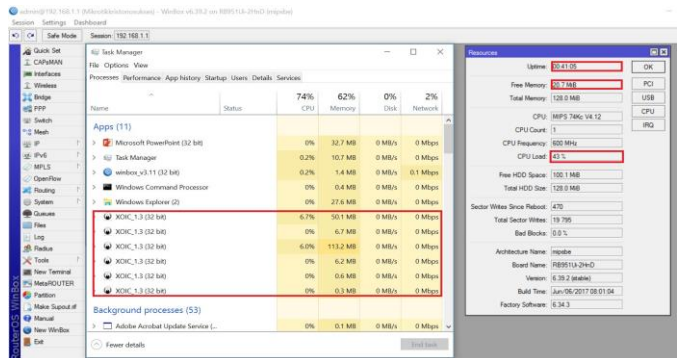 admin@192.168.1.1 (MikrotikbriotomousIows) - WinBox v6.39.2 on RB951Ui-2HnD (mipsbe)
Session Settings Dashboard
Safe Mode Session: 192.168.1.1
Quick Set
CAPsMAN
Interfaces
Wireless
Bridge
PPP
Switch
Mesh
IP
IPv6
MPLS
OpenFlow
Routing
System
Queues
Files
Log
Radius
Tools
New Terminal
MetaROUTER
Partition
Make Supout.rif
Manual
New WinBox
Exit
RouterOS WinBox
Task Manager
File Options View
Processes Performance App history Startup Users Details Services
74% 62% 0% 2%
Name Status CPU Memory Disk Network
Apps (11)
Microsoft PowerPoint (32 bit) 0% 32.7 MB 0 MB/s 0 Mbps
Task Manager 0.2% 10.7 MB 0 MB/s 0 Mbps
winbox_v3.11 (32 bit) 0.2% 1.4 MB 0 MB/s 0.1 Mbps
Windows Command Processor 0% 0.4 MB 0 MB/s 0 Mbps
Windows Explorer (2) 0% 27.6 MB 0 MB/s 0 Mbps
XOIC_1.3 (32 bit) 6.7% 50.1 MB 0 MB/s 0 Mbps
XOIC_1.3 (32 bit) 0% 6.7 MB 0 MB/s 0 Mbps
XOIC_1.3 (32 bit) 6.0% 113.2 MB 0 MB/s 0 Mbps
XOIC_1.3 (32 bit) 0% 6.2 MB 0 MB/s 0 Mbps
XOIC_1.3 (32 bit) 0% 0.6 MB 0 MB/s 0 Mbps
XOIC_1.3 (32 bit) 0% 0.3 MB 0 MB/s 0 Mbps
Background processes (53)
Adobe Acrobat Update Service (... 0% 0.1 MB 0 MB/s 0 Mbps
Fewer details End task
Resources
Uptime: 00:41:05 OK
Free Memory: 20.7 MiB PCI
Total Memory: 128.0 MiB USB
CPU: MIPS 74Kc V4.12 CPU
CPU Count: 1 IRQ
CPU Frequency: 600 MHz
CPU Load: 43 %
Free HDD Space: 100.1 MiB
Total HDD Size: 128.0 MiB
Sector Writes Since Reboot: 470
Total Sector Writes: 19 795
Bad Blocks: 0.0 %
Architecture Name: mipsbe
Board Name: RB951Ui-2HnD
Version: 6.39.2 (stable)
Build Time: Jun/06/2017 08:01:04
Factory Software: 6.34.3